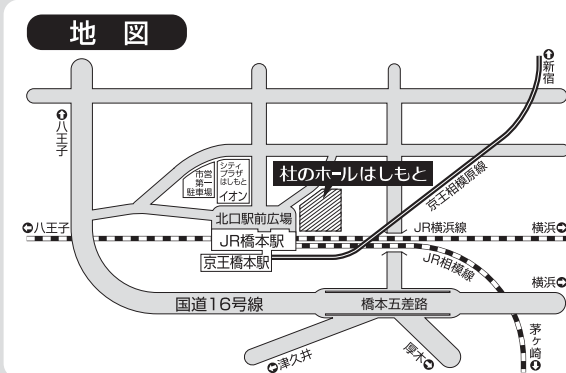 地 図
新宿
八王子
市営
第一
駐車場
シティ
プラザ
はしもと
イオン
杜のホールはしもと
京王相模原線
北口駅前広場
八王子
JR橋本駅
JR横浜線
横浜
京王橋本駅
JR相模線
横浜
国道16号線
橋本五差路
津久井
厚木
茅ヶ崎